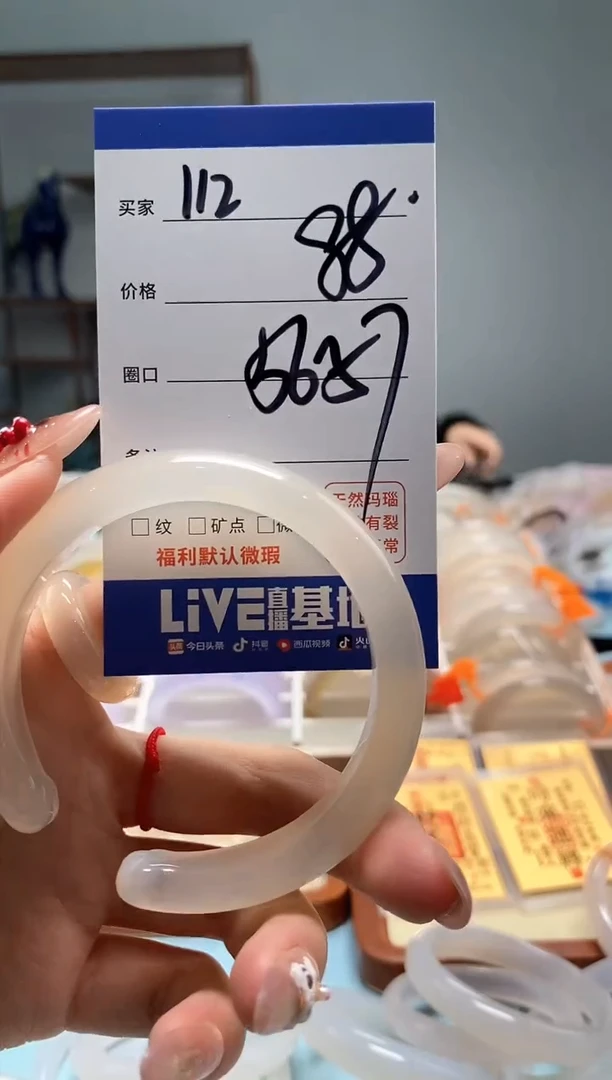 买家 112
价格 88.
圈口
天然玛瑙
有裂
常
纹 矿点
福利默认微瑕
LiVE直播基地
今日头条 抖音 西瓜视频 火山